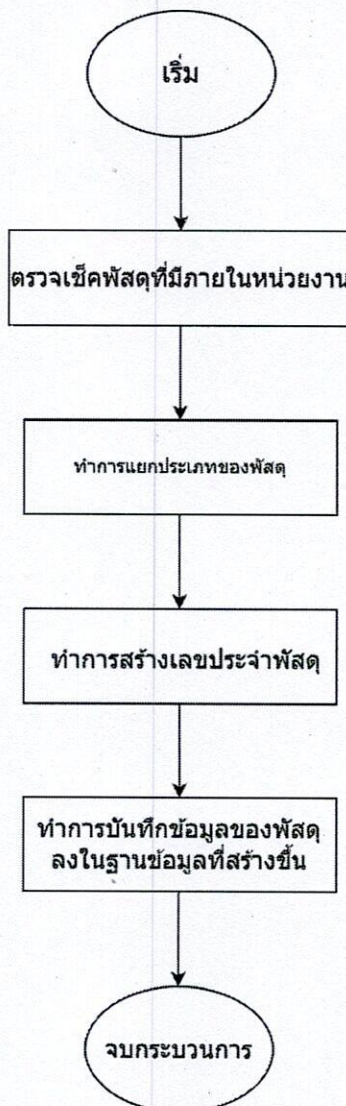 เริ่ม
ตรวจเช็คพัสดุที่มีภายในหน่วยงาน
ทำการแยกประเภทของพัสดุ
ทำการสร้างเลขประจำพัสดุ
ทำการบันทึกข้อมูลของพัสดุ
ลงในฐานข้อมูลที่สร้างขึ้น
จบกระบวนการ